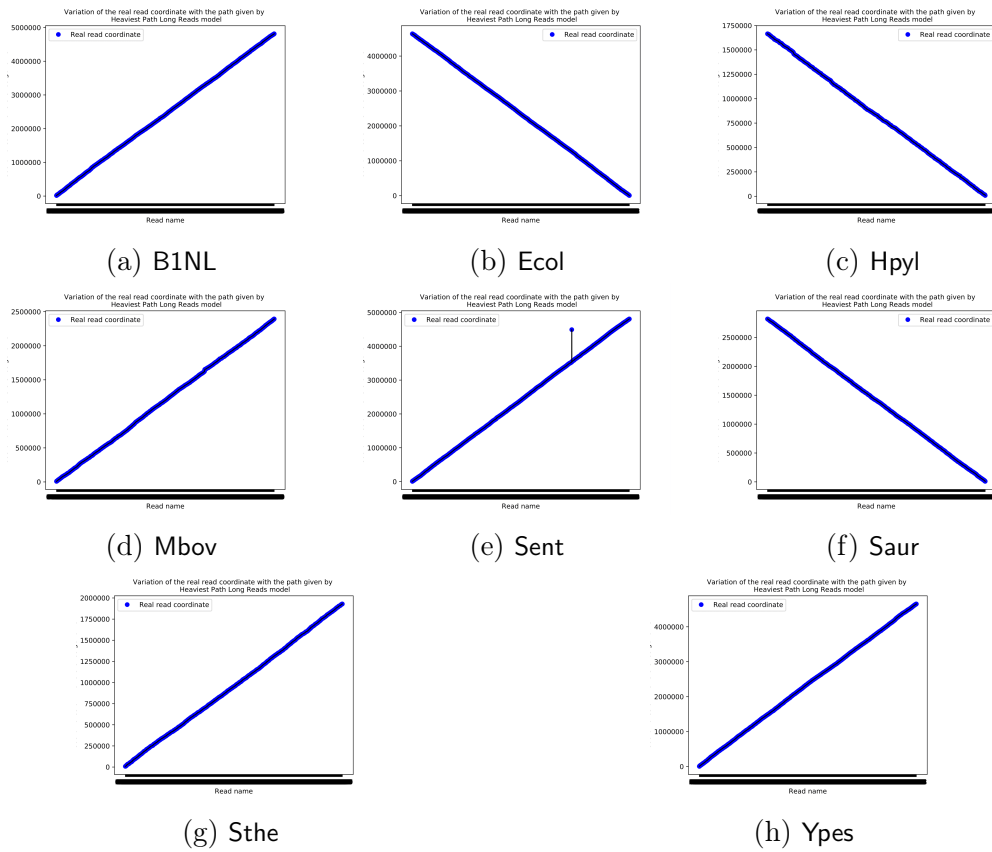 Variation of the real read coordinate with the path given by
Heaviest Path Long Reads model
Real read coordinate
5000000
4000000
3000000
2000000
1000000
0
Read name
(a) B1NL
Variation of the real read coordinate with the path given by
Heaviest Path Long Reads model
Real read coordinate
4000000
3000000
2000000
1000000
0
Read name
(b) Ecol
Variation of the real read coordinate with the path given by
Heaviest Path Long Reads model
Real read coordinate
1750000
1500000
1250000
1000000
750000
500000
250000
0
Read name
(c) Hpyl
Variation of the real read coordinate with the path given by
Heaviest Path Long Reads model
Real read coordinate
2500000
2000000
1500000
1000000
500000
0
Read name
(d) Mbov
Variation of the real read coordinate with the path given by
Heaviest Path Long Reads model
Real read coordinate
5000000
4000000
3000000
2000000
1000000
0
Read name
(e) Sent
Variation of the real read coordinate with the path given by
Heaviest Path Long Reads model
Real read coordinate
2500000
2000000
1500000
1000000
500000
0
Read name
(f) Saur
Variation of the real read coordinate with the path given by
Heaviest Path Long Reads model
Real read coordinate
2000000
1750000
1500000
1250000
1000000
750000
500000
250000
0
Read name
(g) Sthe
Variation of the real read coordinate with the path given by
Heaviest Path Long Reads model
Real read coordinate
4000000
3000000
2000000
1000000
0
Read name
(h) Ypes